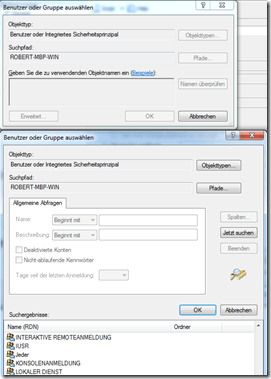 Benutzer oder Gruppe auswählen
Objekttyp:
Benutzer oder Integriertes Sicherheitsprinzipal
Objekttypen...
Suchpfad:
ROBERT-MBP-WIN
Pfade...
Geben Sie die zu verwendenden Objektnamen ein (Beispiele):
Namen überprüfen
Erweitert...
OK
Abbrechen
Benutzer oder Gruppe auswählen
Objekttyp:
Benutzer oder Integriertes Sicherheitsprinzipal
Objekttypen...
Suchpfad:
ROBERT-MBP-WIN
Pfade...
Allgemeine Abfragen
Name:
Beginnt mit
Spalten...
Beschreibung:
Beginnt mit
Jetzt suchen
Deaktivierte Konten
Beenden
Nicht-ablaufende Kennwörter
Tage seit der letzten Anmeldung:
OK
Abbrechen
Suchergebnisse:
Name (RDN)
Ordner
INTERAKTIVE REMOTEANMELDUNG
IUSR
Jeder
KONSOLENANMELDUNG
LOKALER DIENST